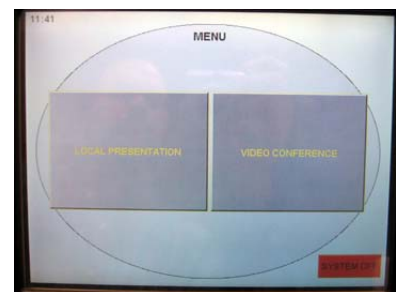 11:41
MENU
LOCAL PRESENTATION
VIDEO CONFERENCE
SYSTEM OFF